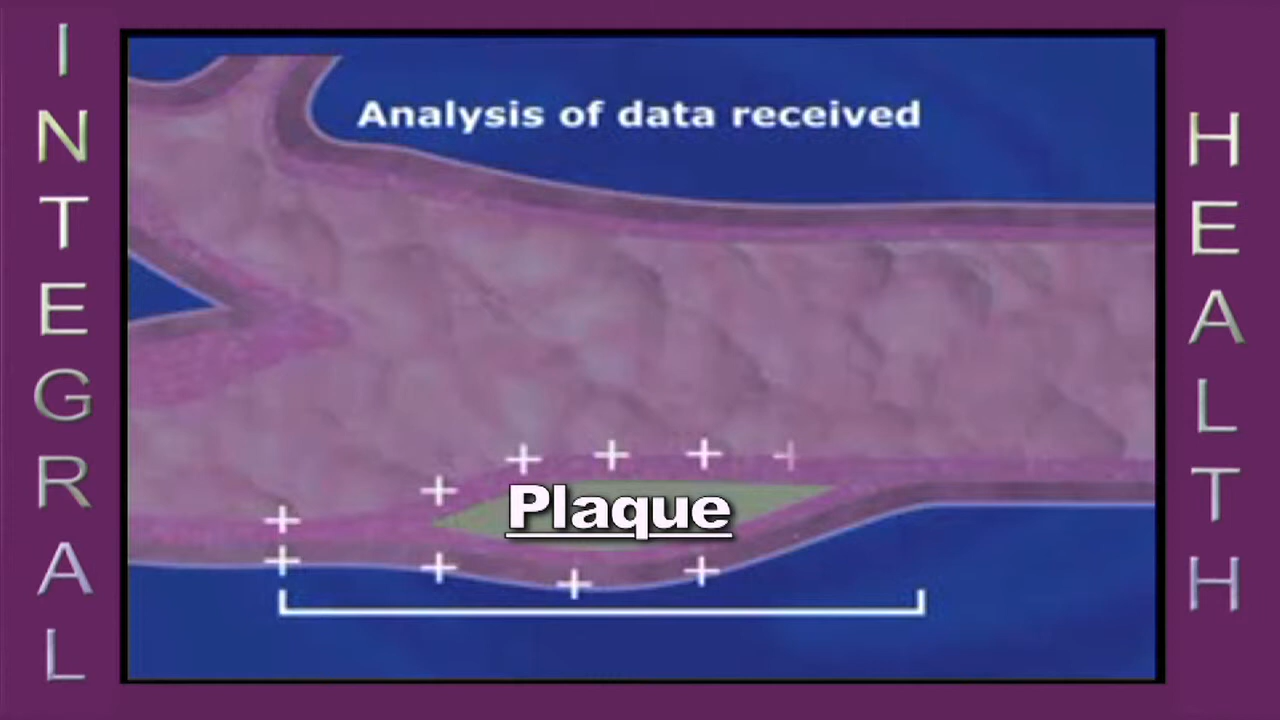 INTEGRAL
Analysis of data received
Plaque
HEALTH